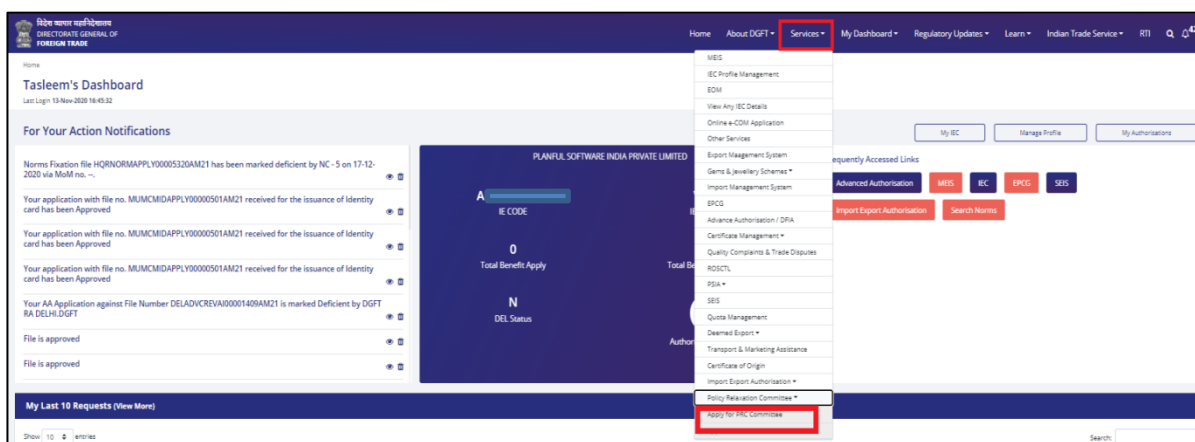 विदेश व्यापार महानिदेशालय
DIRECTORATE GENERAL OF
FOREIGN TRADE
Home About DGFT Services My Dashboard Regulatory Updates Learn Indian Trade Service RTI
Home
Tasleem's Dashboard
Last Login 13-Nov-2020 16:45:32
For Your Action Notifications
Norms Fixation file HQRNORMAPPLY00005320AM21 has been marked deficient by NC - 5 on 17-12-
2020 via MoM no. --.
Your application with file no. MUMCMIDAPPLY00000501AM21 received for the issuance of Identity
card has been Approved
Your application with file no. MUMCMIDAPPLY00000501AM21 received for the issuance of Identity
card has been Approved
Your application with file no. MUMCMIDAPPLY00000501AM21 received for the issuance of Identity
card has been Approved
Your AA Application against File Number DELADVCREVAI00001409AM21 is marked Deficient by DGFT
RA DELHI.DGFT
File is approved
File is approved
PLANFUL SOFTWARE INDIA PRIVATE LIMITED
A
IE CODE
IE
0
Total Benefit Apply
Total Be
N
DEL Status
Author
MEIS
IEC Profile Management
EOM
View Any IEC Details
Online e-COM Application
Other Services
Export Maagement System
Gems & Jewellery Schemes
Import Management System
EPCG
Advance Authorisation / DFIA
Certificate Management
Quality Complaints & Trade Disputes
ROSCTL
PSIA
SEIS
Quota Management
Deemed Export
Transport & Marketing Assistance
Certificate of Origin
Import Export Authorisation
Policy Relaxation Committee
Apply for PRC Committee
My IEC Manage Profile My Authorisations
equently Accessed Links
Advanced Authorisation MEIS IEC EPCG SEIS
Import Export Authorisation Search Norms
My Last 10 Requests (View More)
Show 10 entries
Search: